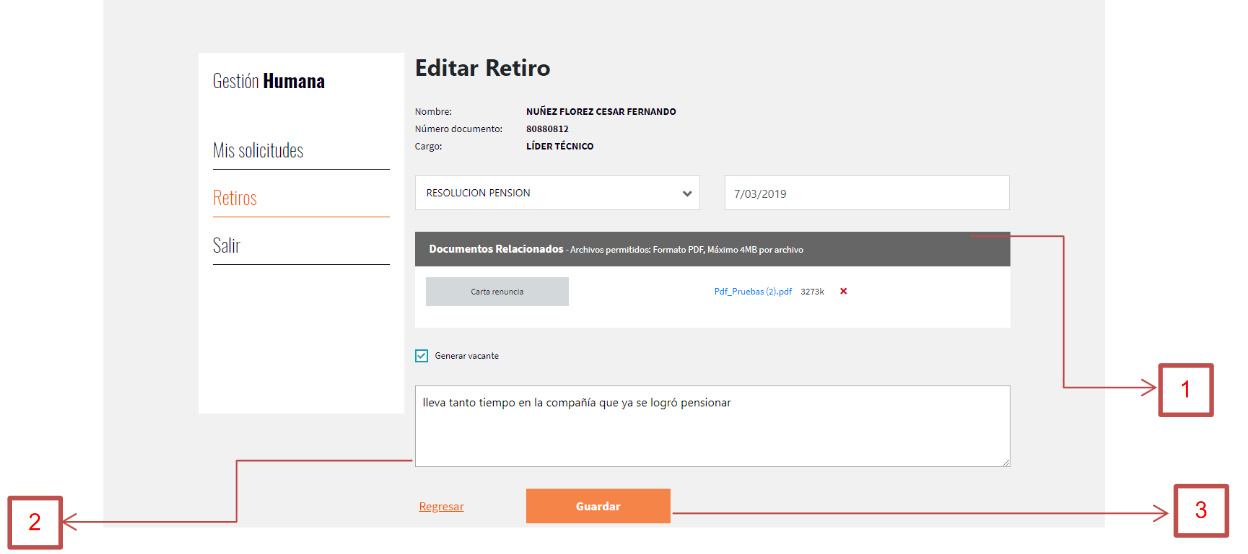 Gestión Humana
Mis solicitudes
Retiros
Salir
Editar Retiro
Nombre: NUÑEZ FLOREZ CESAR FERNANDO
Número documento: 80880812
Cargo: LÍDER TÉCNICO
RESOLUCION PENSION 7/03/2019
Documentos Relacionados - Archivos permitidos: Formato PDF, Máximo 4MB por archivo
Carta renuncia Pdf_Pruebas (2).pdf 3273k
Generar vacante
lleva tanto tiempo en la compañía que ya se logró pensionar
Regresar Guardar
1
2
3